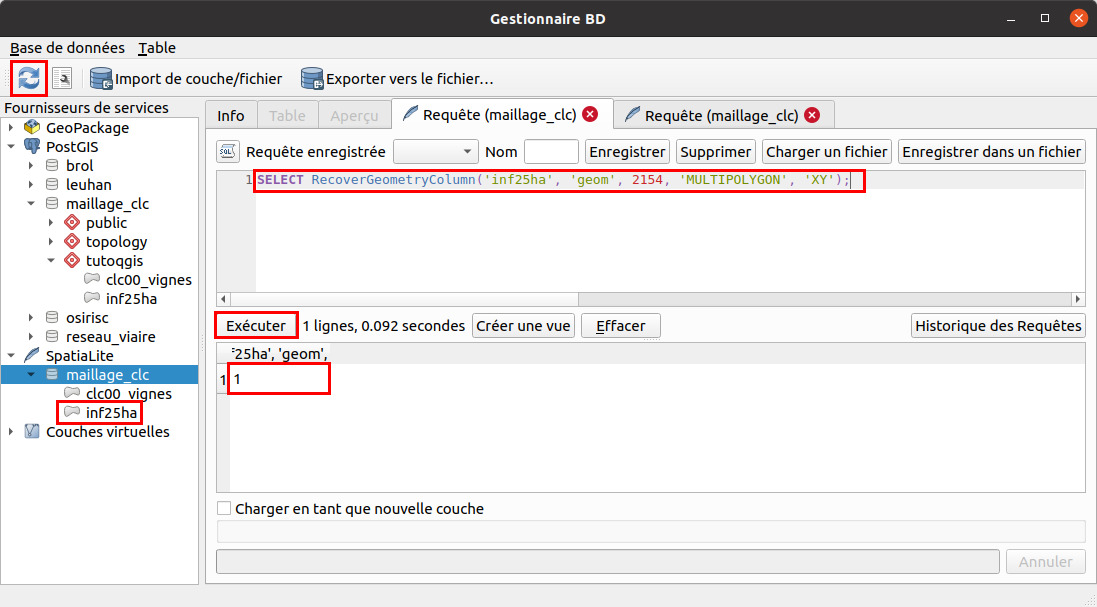 Gestionnaire BD
Base de données Table
Import de couche/fichier Exporter vers le fichier...
Fournisseurs de services
GeoPackage
PostGIS
brol
leuhan
maillage_clc
public
topology
tutoqgis
clc00_vignes
inf25ha
osirisc
reseau_viaire
SpatiaLite
maillage_clc
clc00_vignes
inf25ha
Couches virtuelles
Info Table Aperçu Requête (maillage_clc) Requête (maillage_clc)
SQL Requête enregistrée Nom Enregistrer Supprimer Charger un fichier Enregistrer dans un fichier
1 SELECT RecoverGeometryColumn('inf25ha', 'geom', 2154, 'MULTIPOLYGON', 'XY');
Exécuter 1 lignes, 0.092 secondes Créer une vue Effacer Historique des Requêtes
f25ha', 'geom',
1 1
Charger en tant que nouvelle couche
Annuler